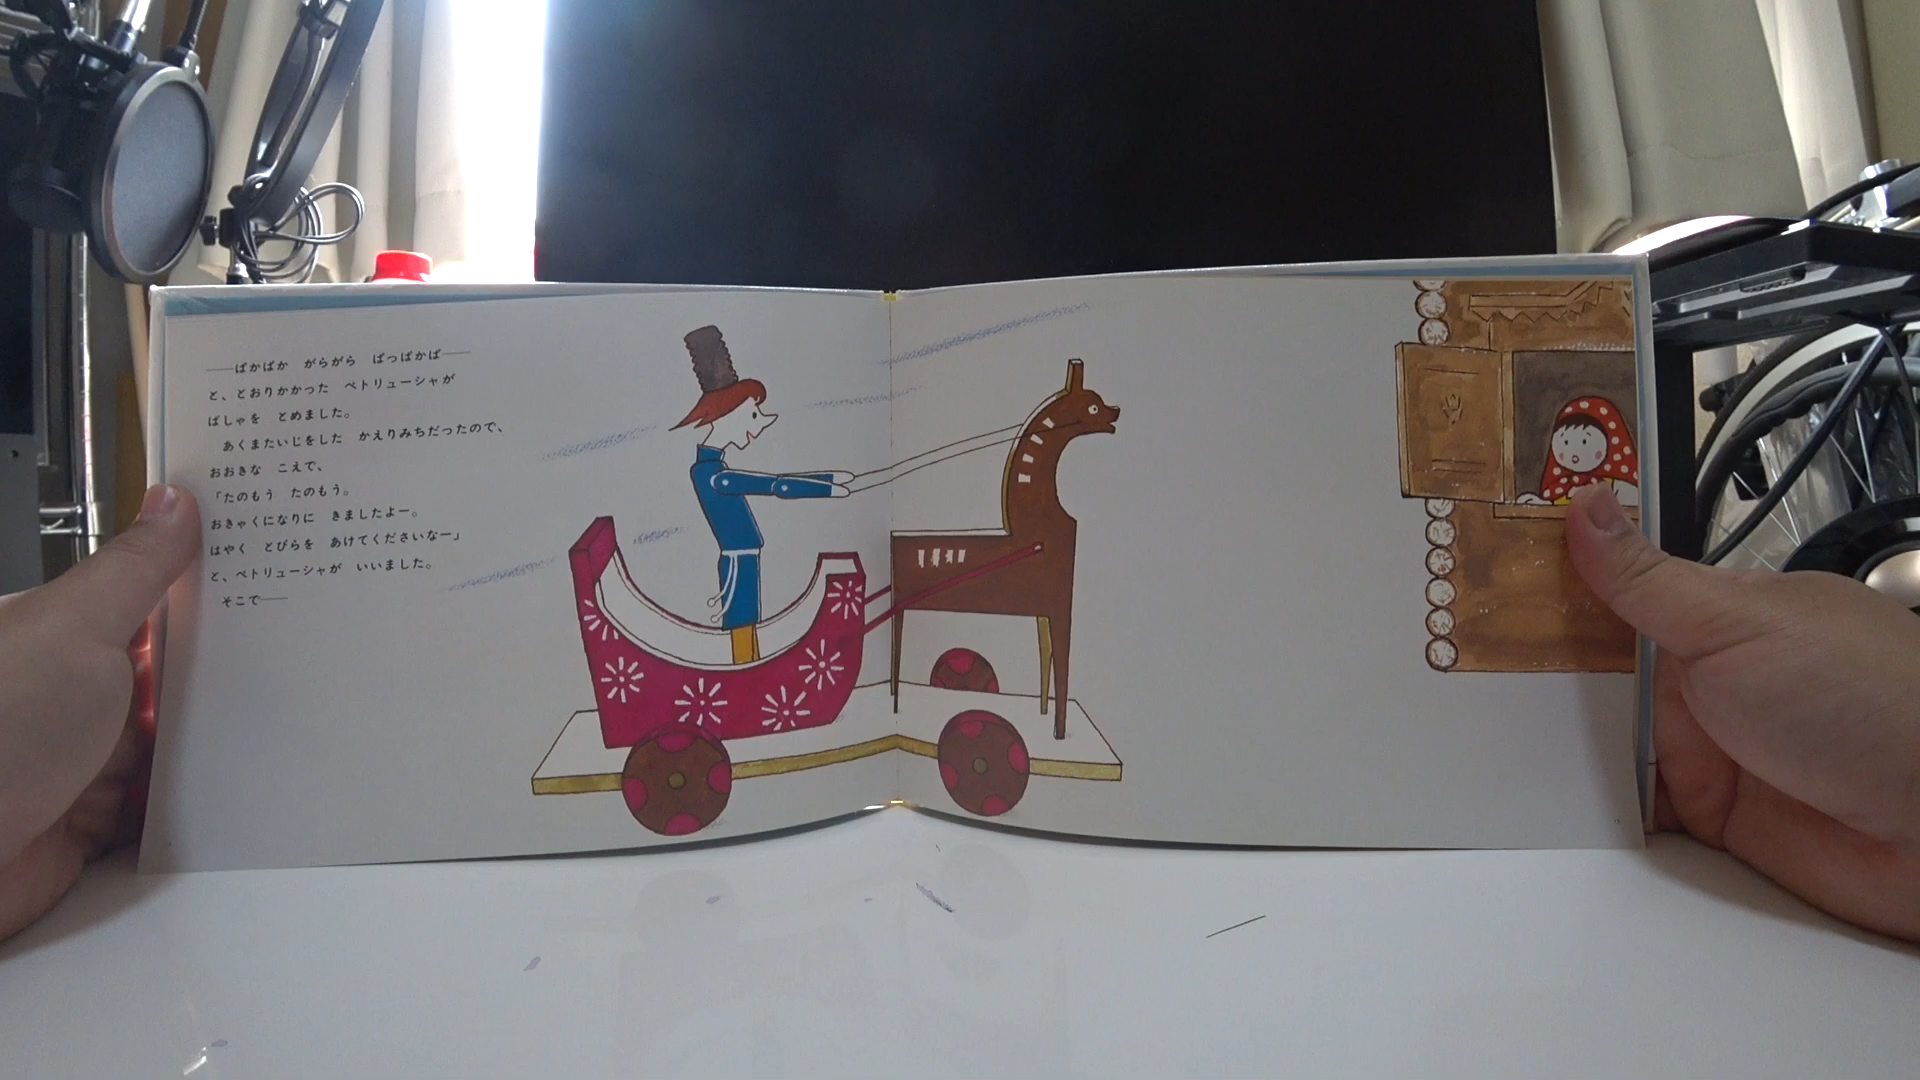 ──ぱかぱか　がらがら　ぱっぱかぱ──
と、とおりかかった　ペトリューシャが
ばしゃを　とめました。
あくまたいじをした　かえりみちだったので、
おおきな　こえで、
「たのもう　たのもう。
おきゃくになりに　きましたよー。
はやく　とびらを　あけてくださいなー」
と、ペトリューシャが　いいました。
そこで──